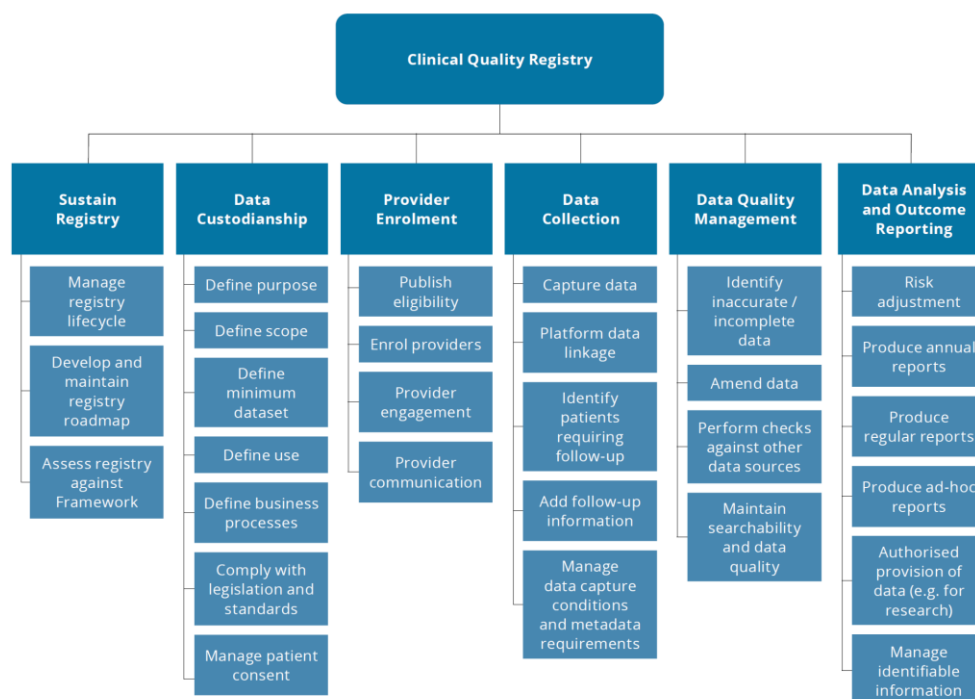 Clinical Quality Registry
Sustain
Registry
Manage
registry
lifecycle
Develop and
maintain
registry
roadmap
Assess registry
against
Framework
Data
Custodianship
Define purpose
Define scope
Define
minimum
dataset
Define use
Define business
processes
Comply with
legislation and
standards
Manage patient
consent
Provider
Enrolment
Publish
eligibility
Enrol providers
Provider
engagement
Provider
communication
Data
Collection
Capture data
Platform data
linkage
Identify
patients
requiring
follow-up
Add follow-up
information
Manage
data capture
conditions
and metadata
requirements
Data Quality
Management
Identify
inaccurate /
incomplete
data
Amend data
Perform checks
against other
data sources
Maintain
searchability
and data
quality
Data Analysis
and Outcome
Reporting
Risk
adjustment
Produce annual
reports
Produce
regular reports
Produce ad-hoc
reports
Authorised
provision of
data (e.g. for
research)
Manage
identifiable
information